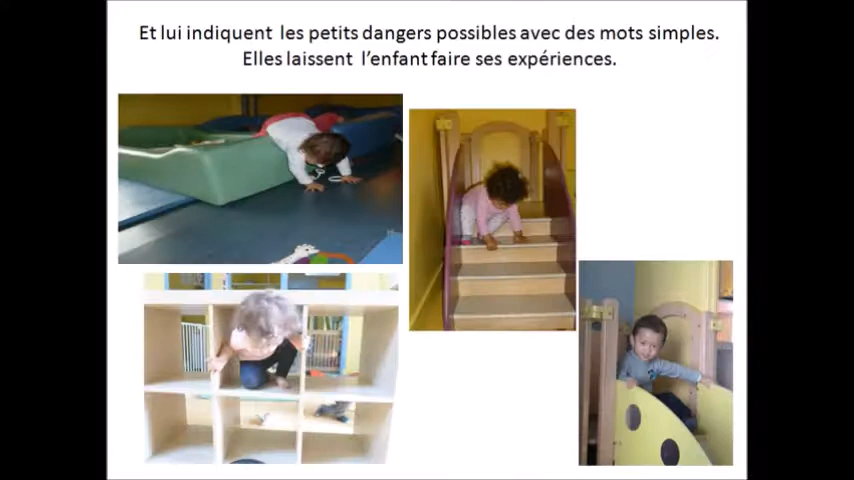 Et lui indiquent les petits dangers possibles avec des mots simples.
Elles laissent l'enfant faire ses expériences.